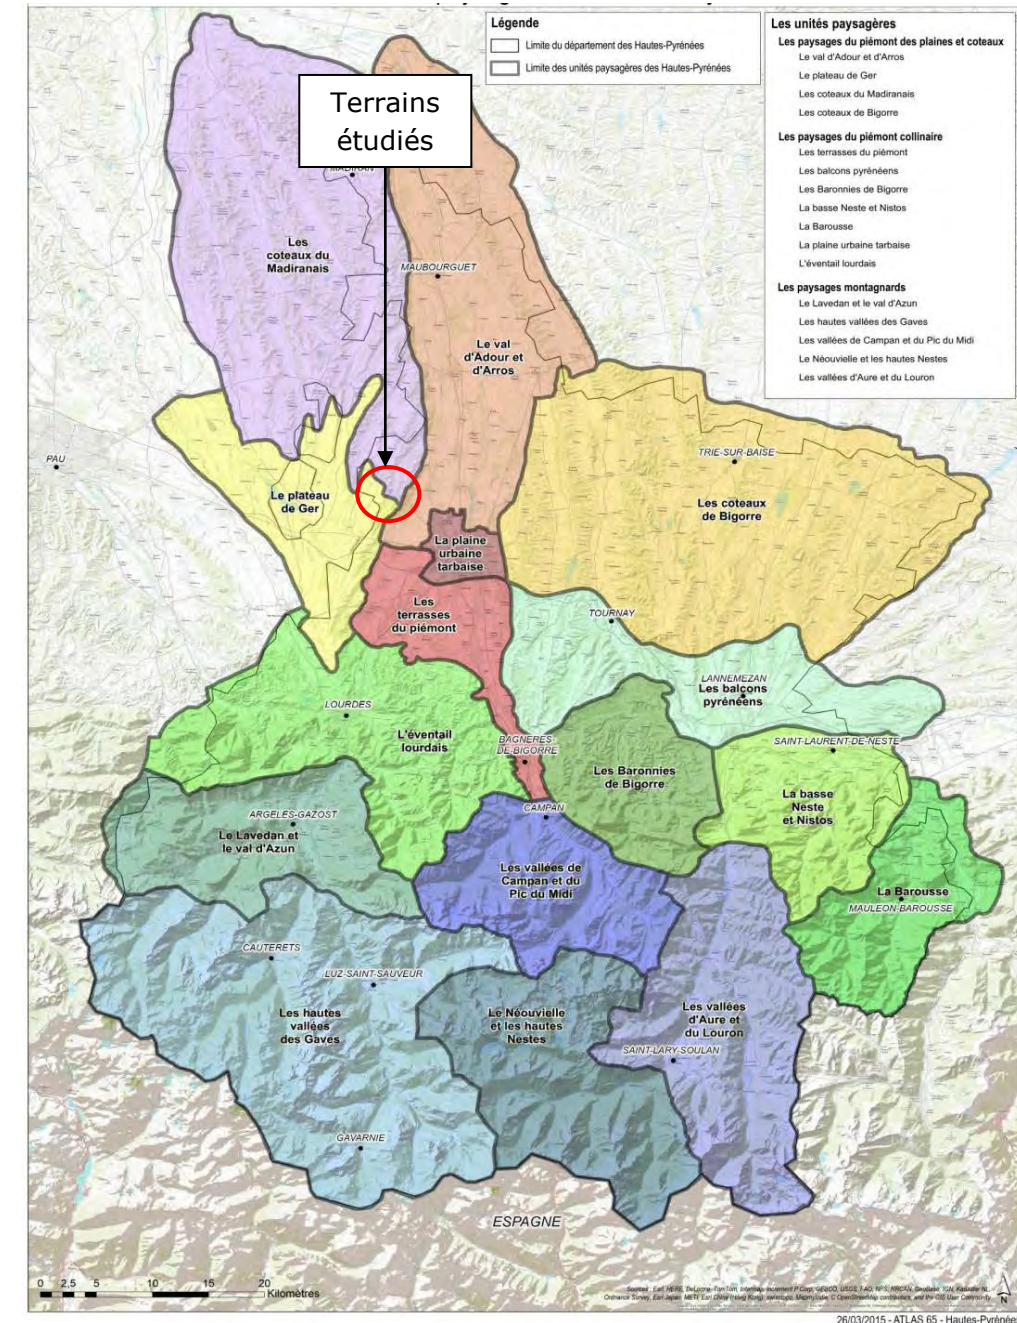 Légende
Limite du département des Hautes-Pyrénées
Limite des unités paysagères des Hautes-Pyrénées
Les unités paysagères
Les paysages du piémont des plaines et coteaux
Le val d'Adour et d'Arros
Le plateau de Ger
Les coteaux du Madiranais
Les coteaux de Bigorre
Les paysages du piémont collinaire
Les terrasses du piémont
Les balcons pyrénéens
Les Baronnies de Bigorre
La basse Neste et Nistos
La Barousse
La plaine urbaine tarbaise
L'éventail lourdais
Les paysages montagnards
Le Lavedan et le val d'Azun
Les hautes vallées des Gaves
Les vallées de Campan et du Pic du Midi
Le Néouvielle et les hautes Nestes
Les vallées d'Aure et du Louron
Terrains
étudiés
MADIRAN
Les
coteaux du
Madiranais
MAUBOURGUET
Le val
d'Adour et
d'Arros
PAU
TRIE-SUR-BAISE
Le plateau
de Ger
Les coteaux
de Bigorre
La plaine
urbaine
tarbaise
Les
terrasses
du piémont
TOURNAY
LANNEMEZAN
Les balcons
pyrénéens
LOURDES
L'éventail
lourdais
BAGNERES-
DE-BIGORRE
SAINT-LAURENT-DE-NESTE
Les Baronnies
de Bigorre
La basse
Neste
et Nistos
ARGELES-GAZOST
Le Lavedan et
le val d'Azun
CAMPAN
Les vallées de
Campan et du
Pic du Midi
La Barousse
MAULEON-BAROUSSE
CAUTERETS
LUZ-SAINT-SAUVEUR
Les hautes
vallées
des Gaves
Le Néouvielle
et les hautes
Nestes
Les vallées
d'Aure et
du Louron
SAINT-LARY-SOULAN
GAVARNIE
ESPAGNE
0 2,5 5 10 15 20
Kilomètres
N
26/03/2015 - ATLAS 65 - Hautes-Pyrénée